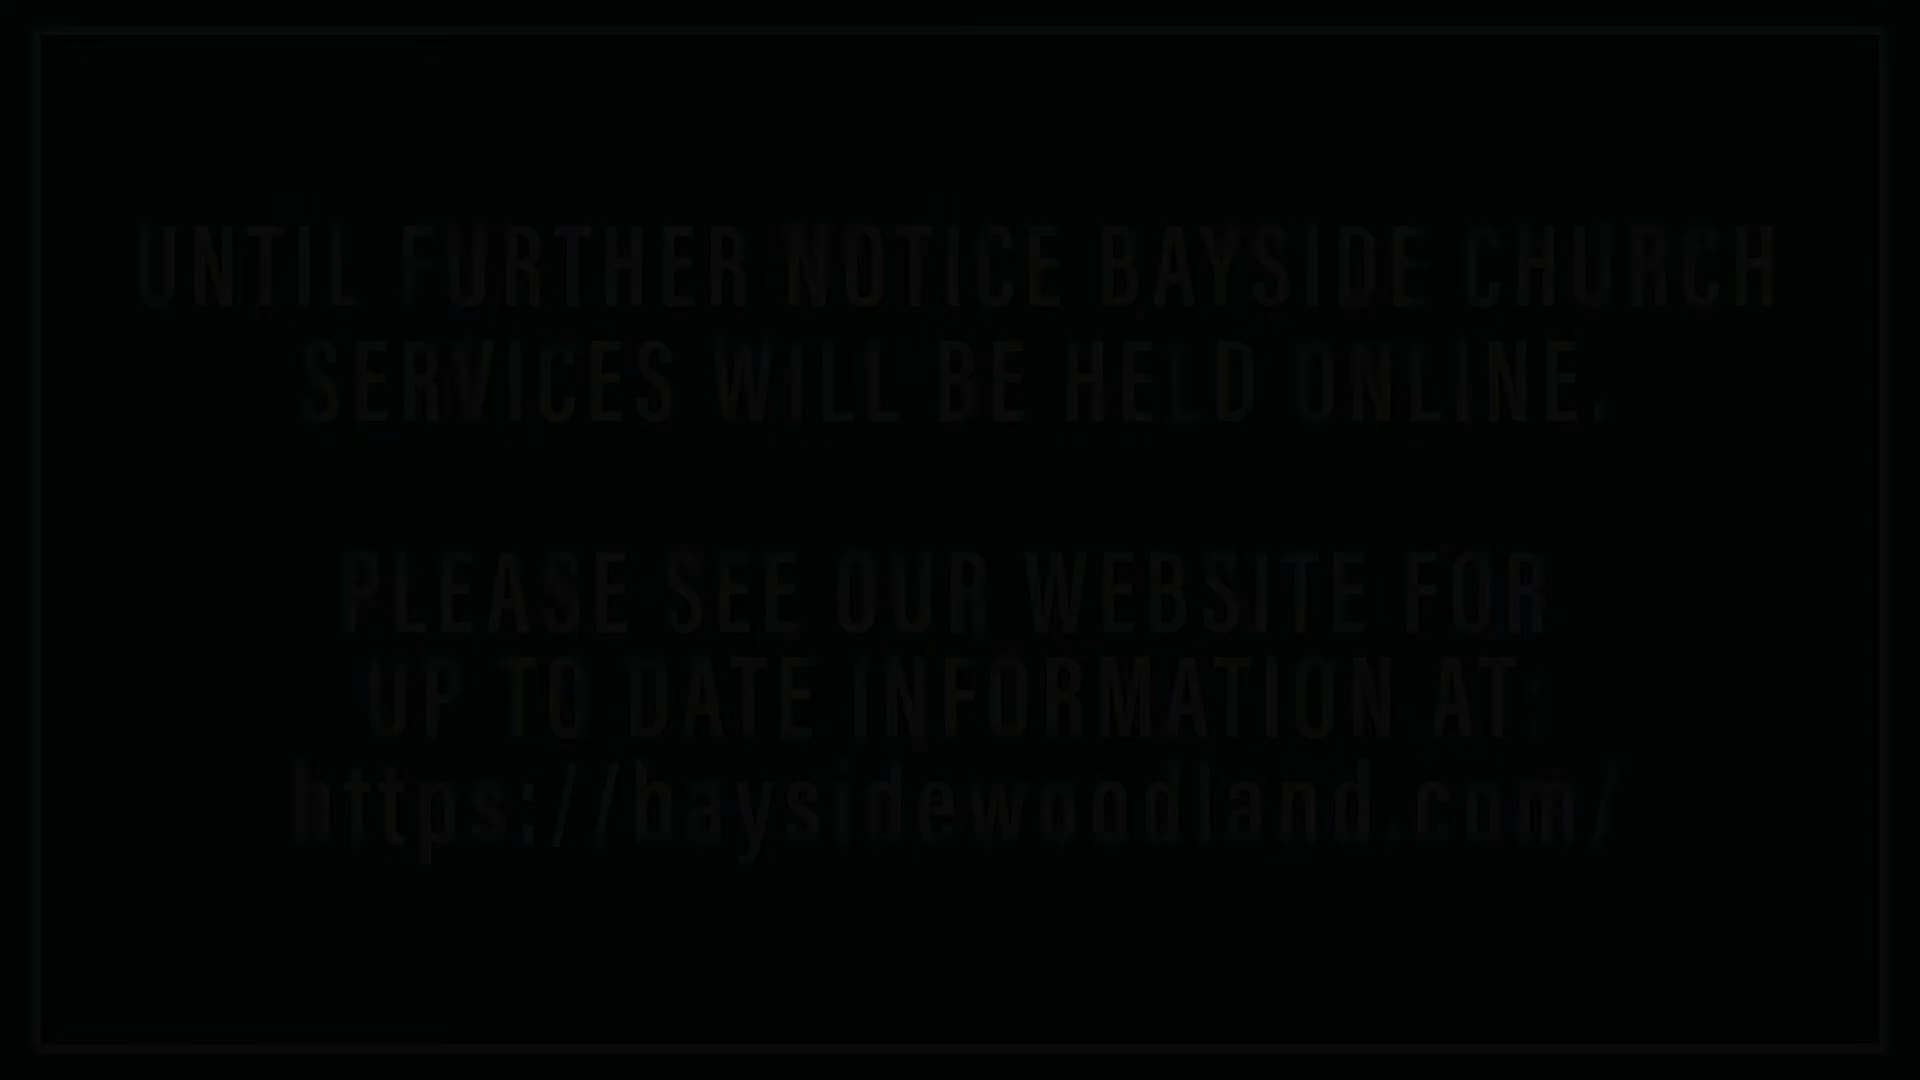 UNTIL FURTHER NOTICE BAYSIDE CHURCH
SERVICES WILL BE HELD ONLINE.
PLEASE SEE OUR WEBSITE FOR
UP TO DATE INFORMATION AT:
https://baysidewoodland.com/